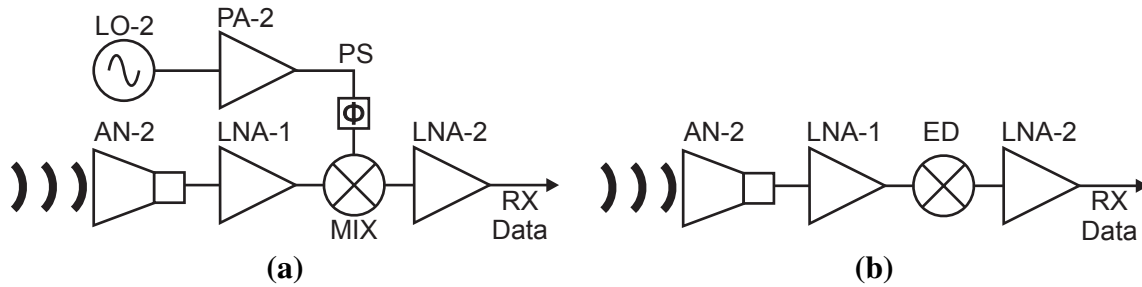 LO-2
PA-2
PS
Φ
AN-2
LNA-1
LNA-2
MIX
RX
Data
(a)
AN-2
LNA-1
ED
LNA-2
RX
Data
(b)